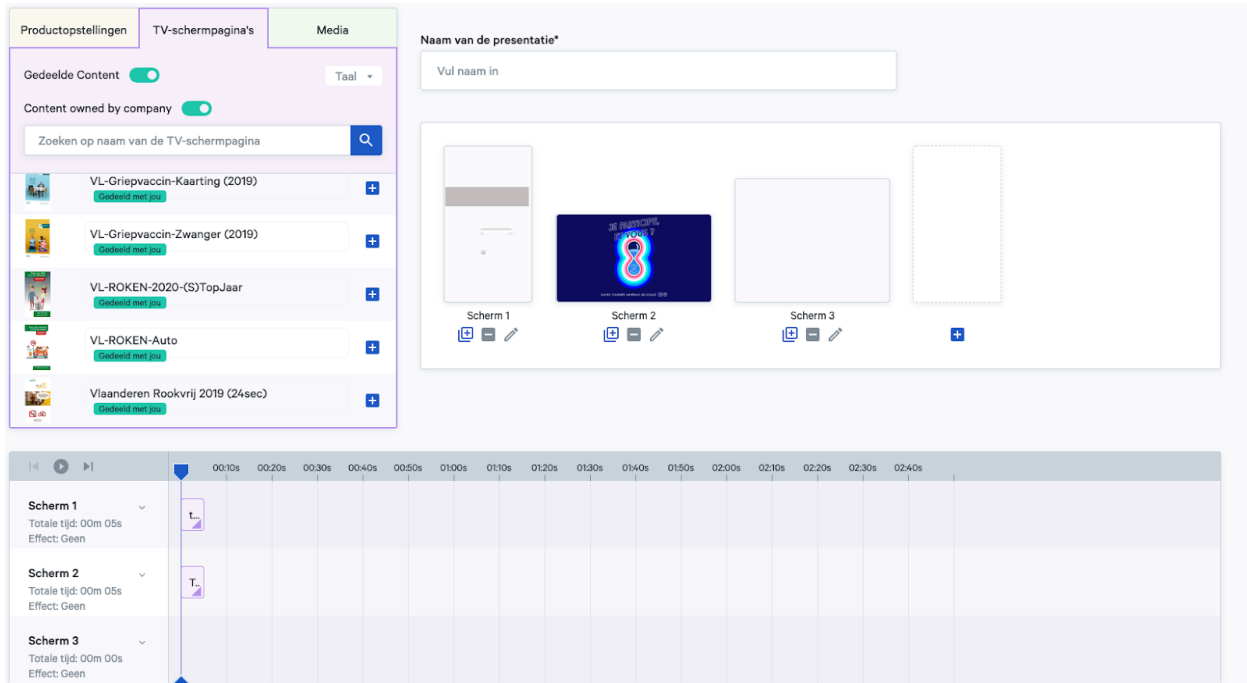 Productopstellingen
TV-schermpagina's
Media
Gedeelde Content
Taal
Content owned by company
Zoeken op naam van de TV-schermpagina
VL-Griepvaccin-Kaarting (2019)
Gedeeld met jou
VL-Griepvaccin-Zwanger (2019)
Gedeeld met jou
VL-ROKEN-2020-(S)TopJaar
Gedeeld met jou
VL-ROKEN-Auto
Gedeeld met jou
Vlaanderen Rookvrij 2019 (24sec)
Gedeeld met jou
Naam van de presentatie*
Vul naam in
JE PARTICIPE,
ET VOUS ?
Scherm 1
Scherm 2
Scherm 3
00:10s 00:20s 00:30s 00:40s 00:50s 01:00s 01:10s 01:20s 01:30s 01:40s 01:50s 02:00s 02:10s 02:20s 02:30s 02:40s
Scherm 1
Totale tijd: 00m 05s
Effect: Geen
t...
Scherm 2
Totale tijd: 00m 05s
Effect: Geen
T...
Scherm 3
Totale tijd: 00m 00s
Effect: Geen